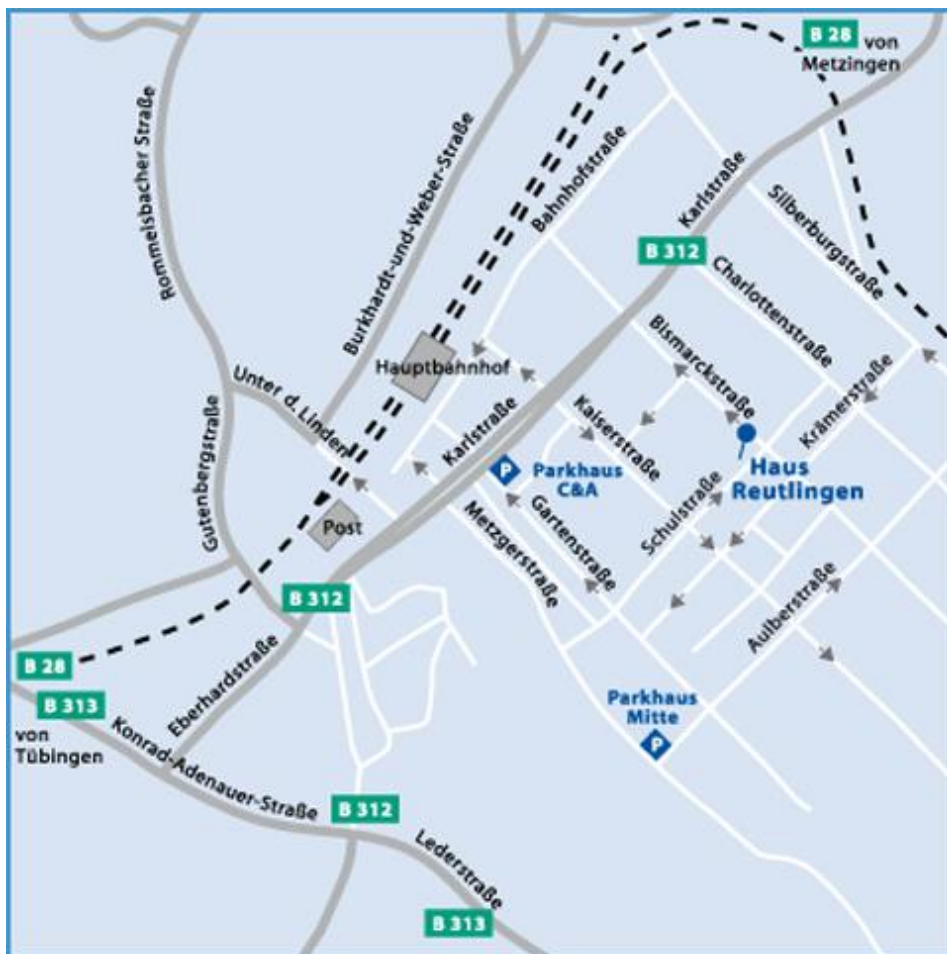 B 28
von
Metzingen
Rommelsbacher Straße
Burkhardt-und-Weber-Straße
Bahnhofstraße
Karlstraße
Silberburgstraße
B 312
Charlottenstraße
Bismarckstraße
Krämerstraße
Hauptbannhof
Unter d. Linden
Gutenbergstraße
Karlstraße
Kaiserstraße
P
Parkhaus
C&A
Haus
Reutlingen
Schulstraße
Gartenstraße
Metzgerstraße
Post
Aulberstraße
B 312
Eberhardstraße
B 28
B 313
von
Tübingen
Parkhaus
Mitte
P
Konrad-Adenauer-Straße
B 312
Lederstraße
B 313